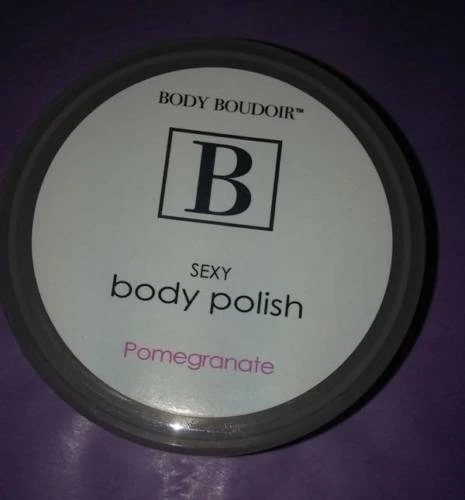 BODY BOUDOIR™
B
SEXY
body polish
Pomegranate